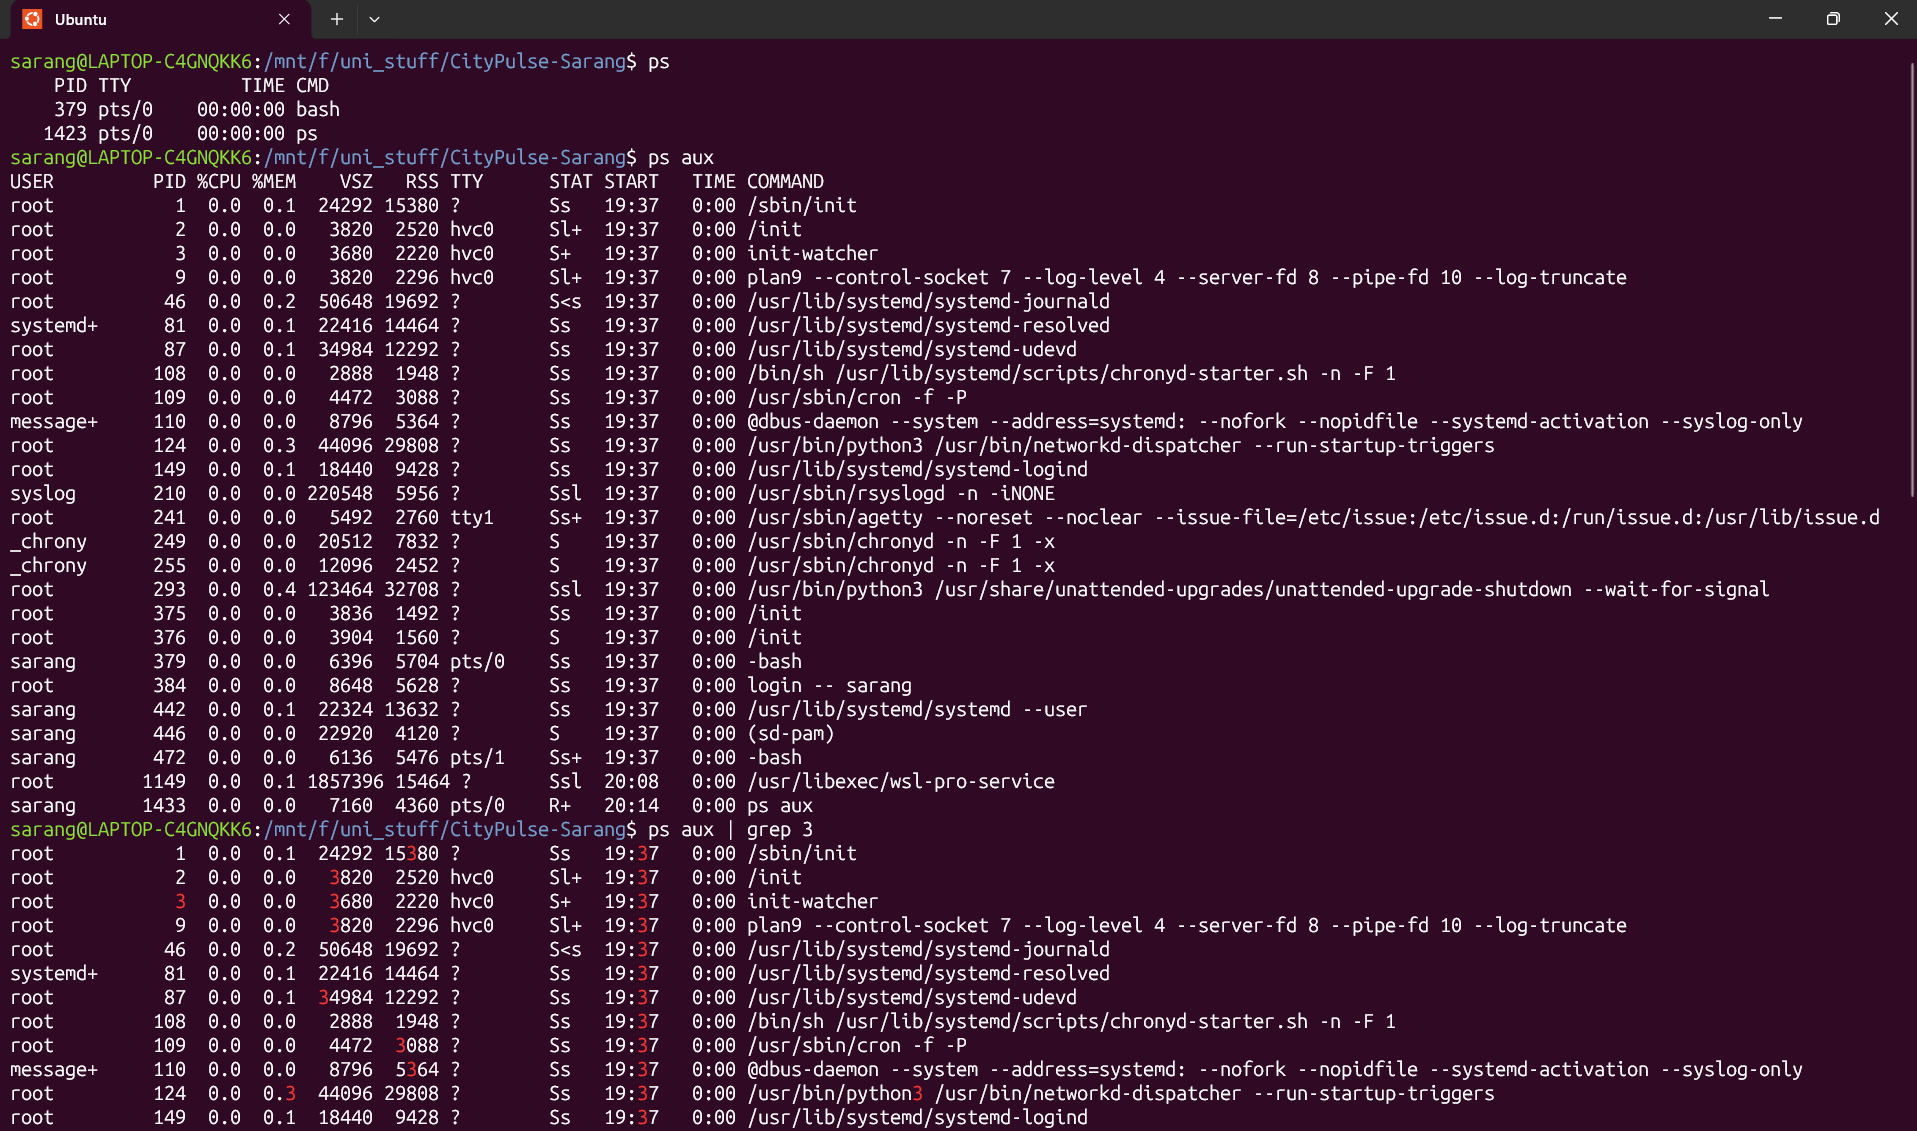 Ubuntu
sarang@LAPTOP-C4GNQKK6:/mnt/f/uni_stuff/CityPulse-Sarang$ ps
    PID TTY          TIME CMD
    379 pts/0    00:00:00 bash
   1423 pts/0    00:00:00 ps
sarang@LAPTOP-C4GNQKK6:/mnt/f/uni_stuff/CityPulse-Sarang$ ps aux
USER         PID %CPU %MEM    VSZ   RSS TTY      STAT START   TIME COMMAND
root           1  0.0  0.1  24292 15380 ?        Ss   19:37   0:00 /sbin/init
root           2  0.0  0.0   3820  2520 hvc0     Sl+  19:37   0:00 /init
root           3  0.0  0.0   3680  2220 hvc0     S+   19:37   0:00 init-watcher
root           9  0.0  0.0   3820  2296 hvc0     Sl+  19:37   0:00 plan9 --control-socket 7 --log-level 4 --server-fd 8 --pipe-fd 10 --log-truncate
root          46  0.0  0.2  50648 19692 ?        S<s  19:37   0:00 /usr/lib/systemd/systemd-journald
systemd+      81  0.0  0.1  22416 14464 ?        Ss   19:37   0:00 /usr/lib/systemd/systemd-resolved
root          87  0.0  0.1  34984 12292 ?        Ss   19:37   0:00 /usr/lib/systemd/systemd-udevd
root         108  0.0  0.0   2888  1948 ?        Ss   19:37   0:00 /bin/sh /usr/lib/systemd/scripts/chronyd-starter.sh -n -F 1
root         109  0.0  0.0   4472  3088 ?        Ss   19:37   0:00 /usr/sbin/cron -f -P
message+     110  0.0  0.0   8796  5364 ?        Ss   19:37   0:00 @dbus-daemon --system --address=systemd: --nofork --nopidfile --systemd-activation --syslog-only
root         124  0.0  0.3  44096 29808 ?        Ss   19:37   0:00 /usr/bin/python3 /usr/bin/networkd-dispatcher --run-startup-triggers
root         149  0.0  0.1  18440  9428 ?        Ss   19:37   0:00 /usr/lib/systemd/systemd-logind
syslog       210  0.0  0.0 220548  5956 ?        Ssl  19:37   0:00 /usr/sbin/rsyslogd -n -iNONE
root         241  0.0  0.0   5492  2760 tty1     Ss+  19:37   0:00 /usr/sbin/agetty --noreset --noclear --issue-file=/etc/issue:/etc/issue.d:/run/issue.d:/usr/lib/issue.d
_chrony      249  0.0  0.0  20512  7832 ?        S    19:37   0:00 /usr/sbin/chronyd -n -F 1 -x
_chrony      255  0.0  0.0  12096  2452 ?        S    19:37   0:00 /usr/sbin/chronyd -n -F 1 -x
root         293  0.0  0.4 123464 32708 ?        Ssl  19:37   0:00 /usr/bin/python3 /usr/share/unattended-upgrades/unattended-upgrade-shutdown --wait-for-signal
root         375  0.0  0.0   3836  1492 ?        Ss   19:37   0:00 /init
root         376  0.0  0.0   3904  1560 ?        S    19:37   0:00 /init
sarang       379  0.0  0.0   6396  5704 pts/0    Ss   19:37   0:00 -bash
root         384  0.0  0.0   8648  5628 ?        Ss   19:37   0:00 login -- sarang
sarang       442  0.0  0.1  22324 13632 ?        Ss   19:37   0:00 /usr/lib/systemd/systemd --user
sarang       446  0.0  0.0  22920  4120 ?        S    19:37   0:00 (sd-pam)
sarang       472  0.0  0.0   6136  5476 pts/1    Ss+  19:37   0:00 -bash
root        1149  0.0  0.1 1857396 15464 ?       Ssl  20:08   0:00 /usr/libexec/wsl-pro-service
sarang      1433  0.0  0.0   7160  4360 pts/0    R+   20:14   0:00 ps aux
sarang@LAPTOP-C4GNQKK6:/mnt/f/uni_stuff/CityPulse-Sarang$ ps aux | grep 3
root           1  0.0  0.1  24292 15380 ?        Ss   19:37   0:00 /sbin/init
root           2  0.0  0.0   3820  2520 hvc0     Sl+  19:37   0:00 /init
root           3  0.0  0.0   3680  2220 hvc0     S+   19:37   0:00 init-watcher
root           9  0.0  0.0   3820  2296 hvc0     Sl+  19:37   0:00 plan9 --control-socket 7 --log-level 4 --server-fd 8 --pipe-fd 10 --log-truncate
root          46  0.0  0.2  50648 19692 ?        S<s  19:37   0:00 /usr/lib/systemd/systemd-journald
systemd+      81  0.0  0.1  22416 14464 ?        Ss   19:37   0:00 /usr/lib/systemd/systemd-resolved
root          87  0.0  0.1  34984 12292 ?        Ss   19:37   0:00 /usr/lib/systemd/systemd-udevd
root         108  0.0  0.0   2888  1948 ?        Ss   19:37   0:00 /bin/sh /usr/lib/systemd/scripts/chronyd-starter.sh -n -F 1
root         109  0.0  0.0   4472  3088 ?        Ss   19:37   0:00 /usr/sbin/cron -f -P
message+     110  0.0  0.0   8796  5364 ?        Ss   19:37   0:00 @dbus-daemon --system --address=systemd: --nofork --nopidfile --systemd-activation --syslog-only
root         124  0.0  0.3  44096 29808 ?        Ss   19:37   0:00 /usr/bin/python3 /usr/bin/networkd-dispatcher --run-startup-triggers
root         149  0.0  0.1  18440  9428 ?        Ss   19:37   0:00 /usr/lib/systemd/systemd-logind